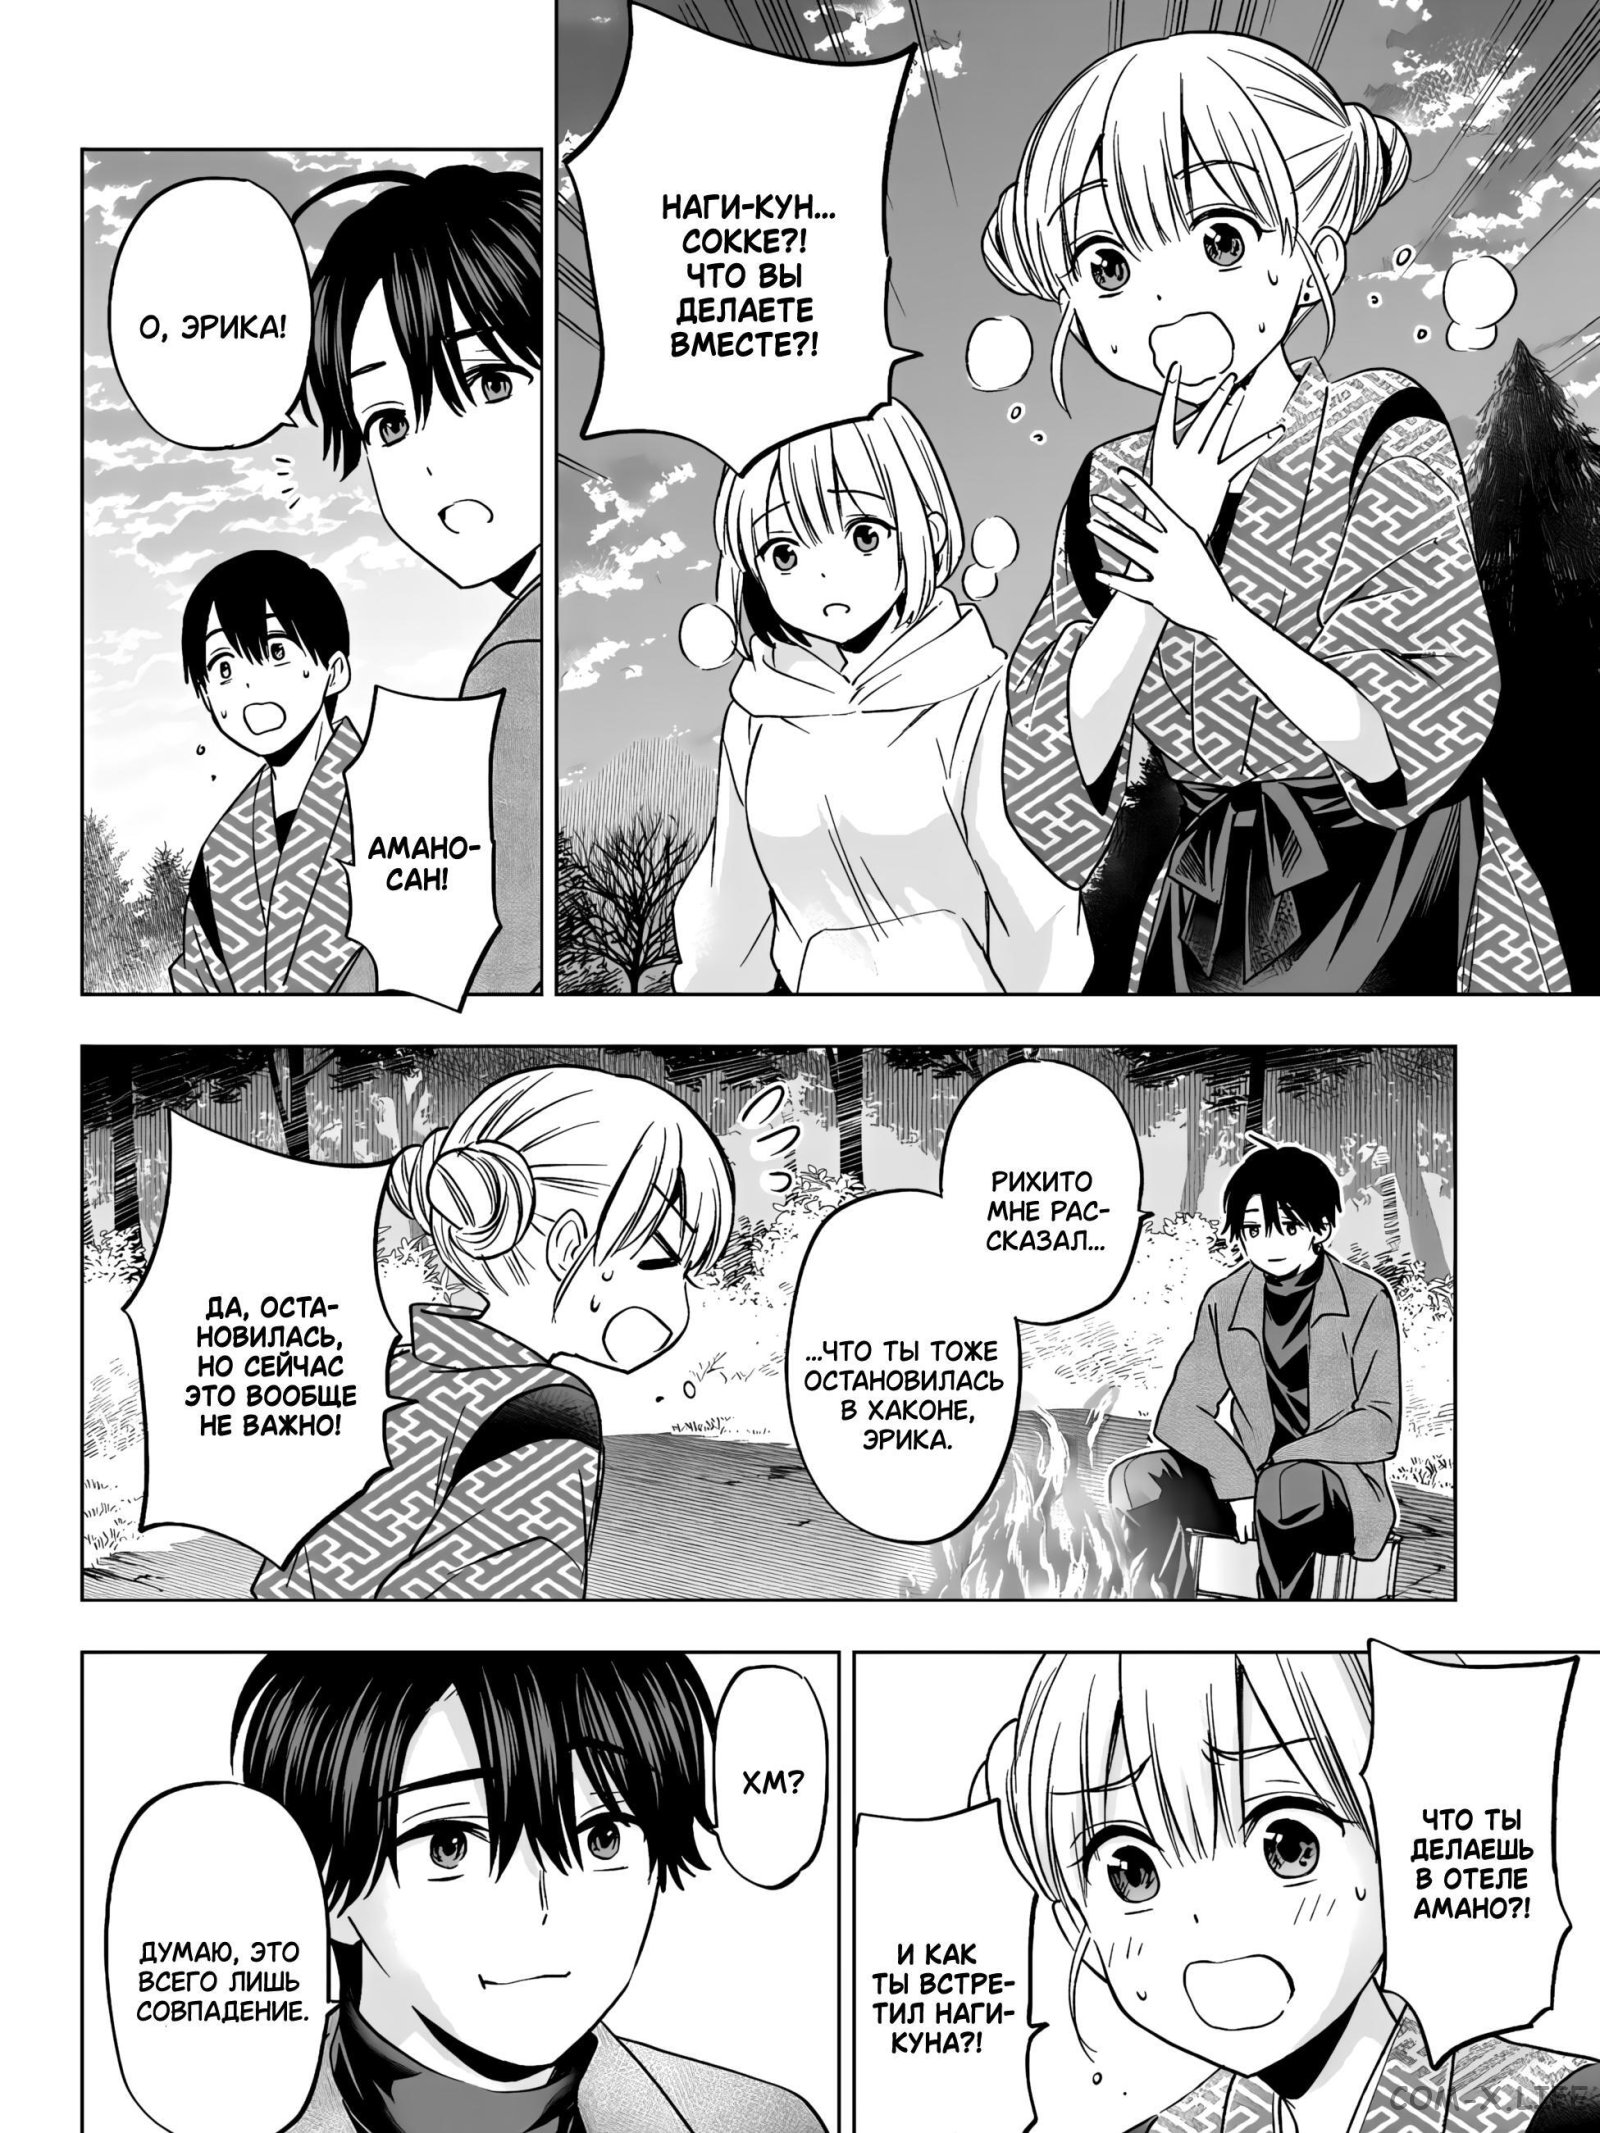 НАГИ-КУН...
СОККЕ?!
ЧТО ВЫ
ДЕЛАЕТЕ
ВМЕСТЕ?!
О, ЭРИКА!
АМАНО-
САН!
РИХИТО
МНЕ РАС-
СКАЗАЛ...
...ЧТО ТЫ ТОЖЕ
ОСТАНОВИЛАСЬ
В ХАКОНЕ,
ЭРИКА.
ДА, ОСТА-
НОВИЛАСЬ,
НО СЕЙЧАС
ЭТО ВООБЩЕ
НЕ ВАЖНО!
ЧТО ТЫ
ДЕЛАЕШЬ
В ОТЕЛЕ
АМАНО?!
И КАК
ТЫ ВСТРЕ-
ТИЛ НАГИ-
КУНА?!
ХМ?
ДУМАЮ, ЭТО
ВСЕГО ЛИШЬ
СОВПАДЕНИЕ.
COM-X.LIFE